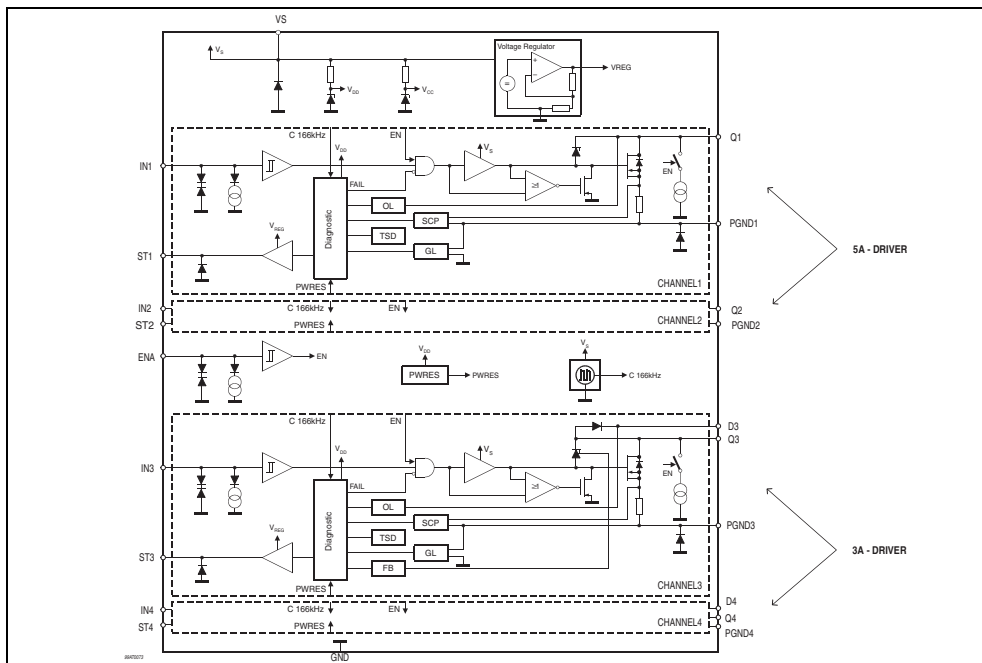 VS
VS
Voltage Regulator
+
−
=
VREG
VDD
VCC
C 166kHz
EN
Q1
VDD
VS
IN1
FAIL
≥1
EN
OL
Diagnostic
SCP
PGND1
VREG
TSD
ST1
GL
5A - DRIVER
PWRES
CHANNEL1
IN2
C 166kHz
EN
Q2
ST2
PWRES
CHANNEL2
PGND2
ENA
EN
VDD
PWRES
PWRES
VS
C 166kHz
C 166kHz
EN
D3
Q3
VDD
VS
IN3
FAIL
≥1
EN
OL
Diagnostic
SCP
PGND3
VREG
TSD
ST3
GL
3A - DRIVER
FB
PWRES
CHANNEL3
IN4
C 166kHz
EN
D4
Q4
ST4
PWRES
CHANNEL4
PGND4
GND